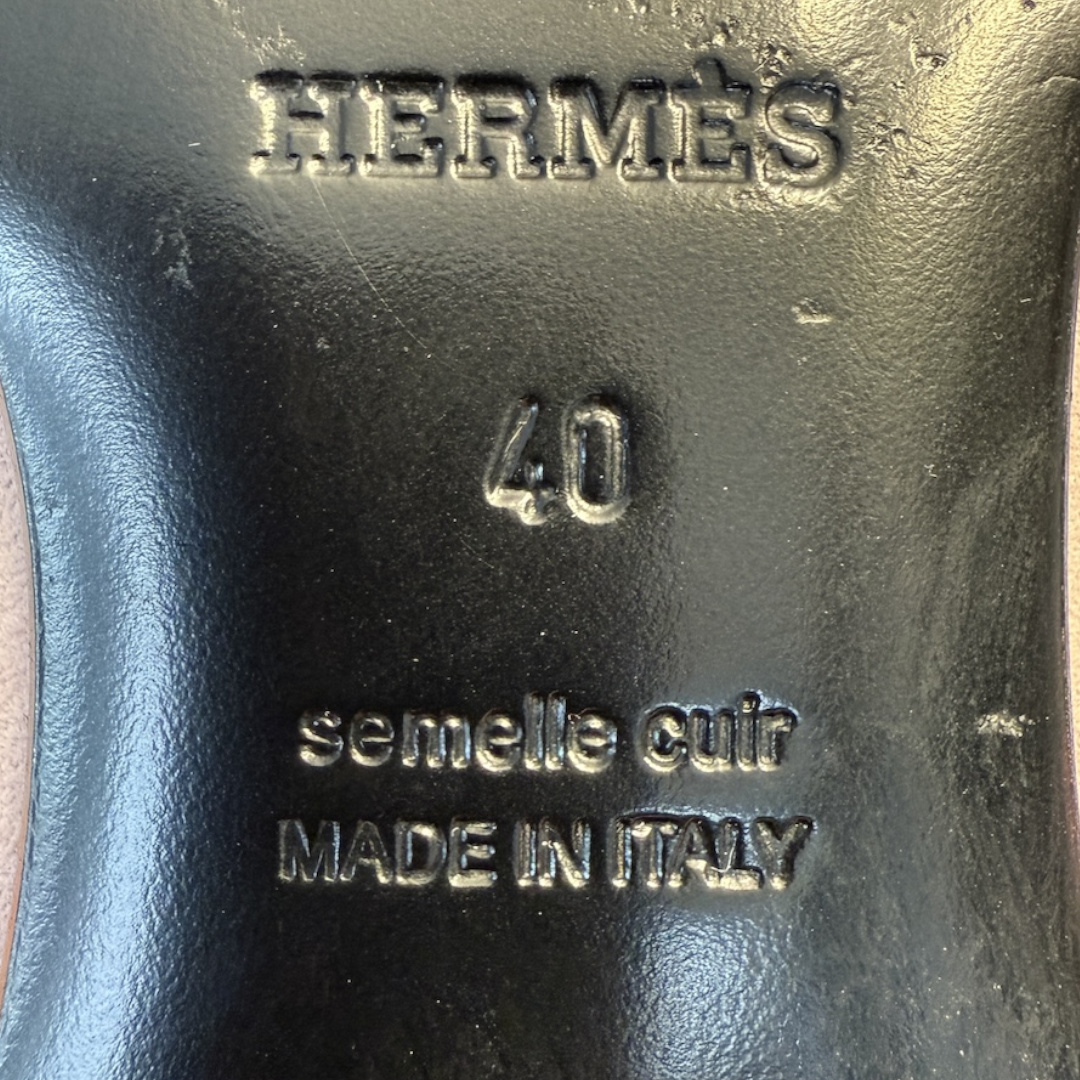 HERMÈS
40
semelle cuir
MADE IN ITALY